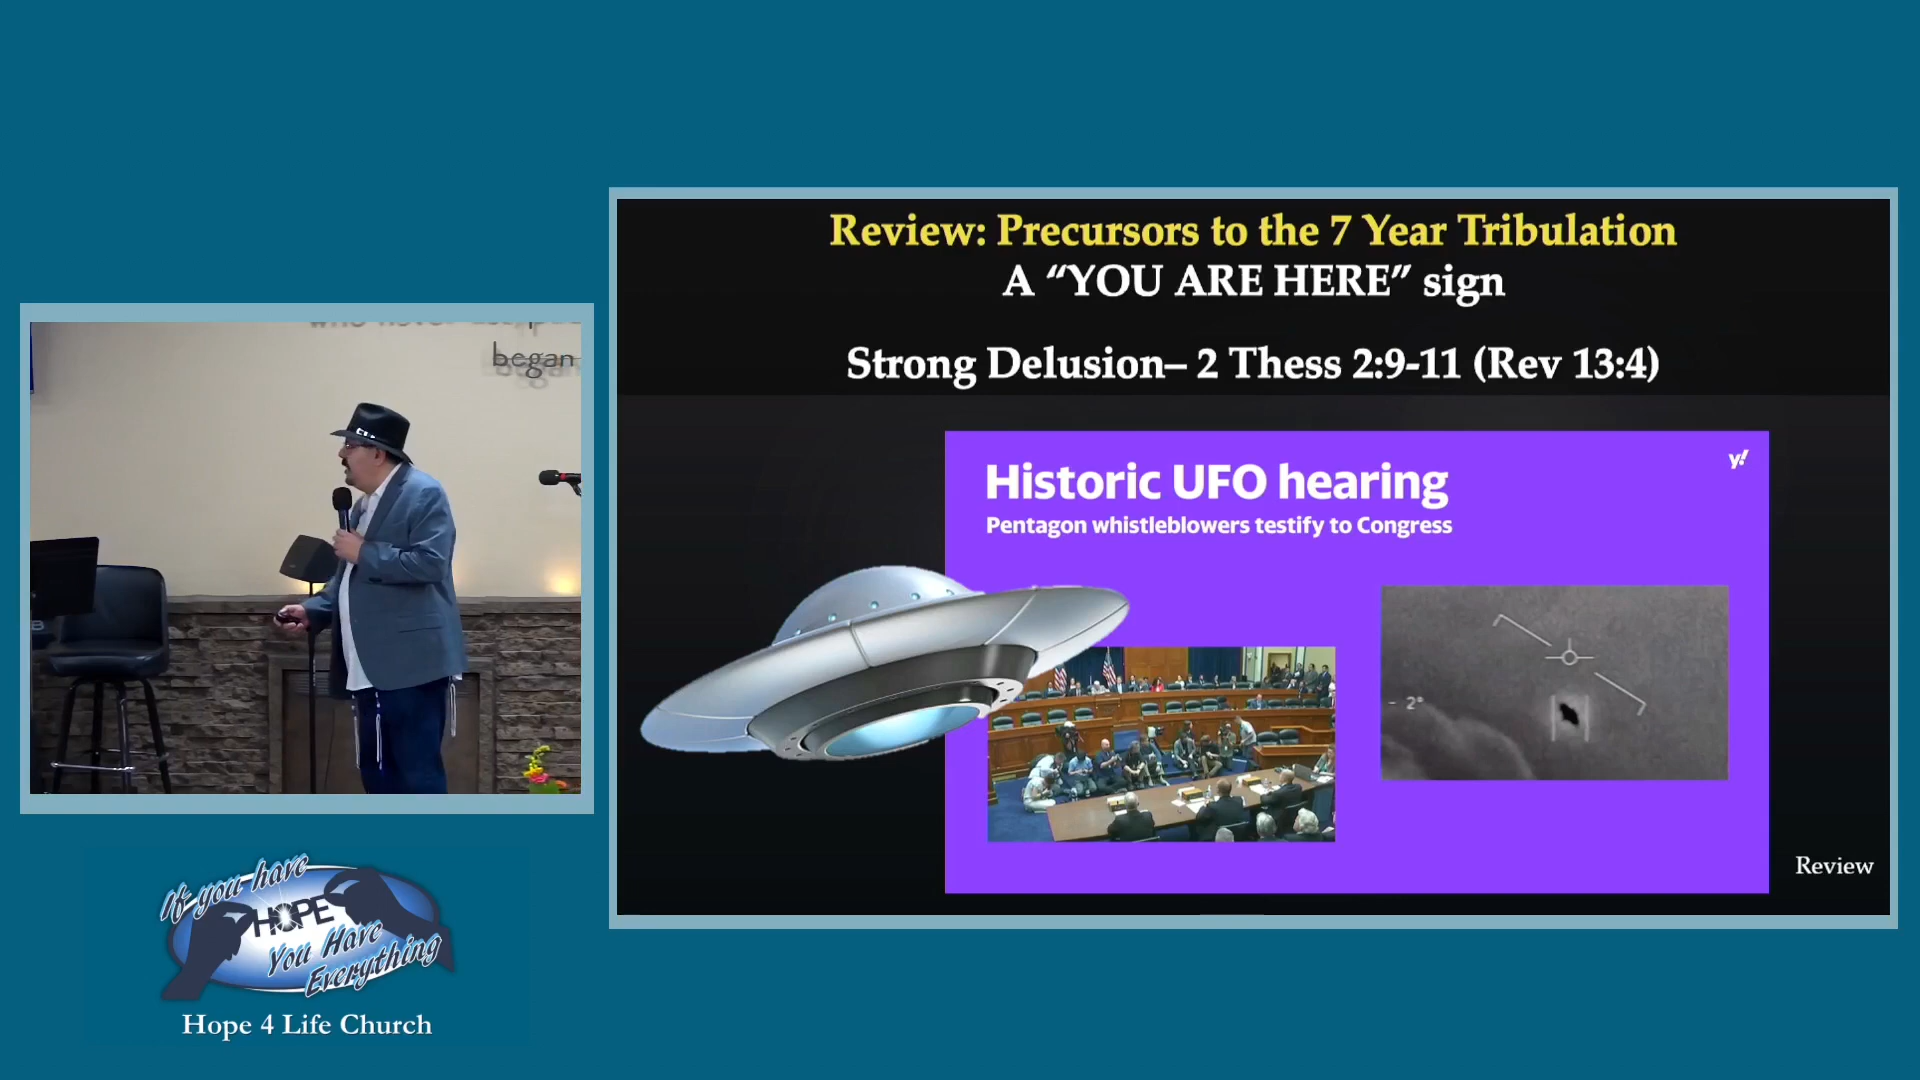 Review: Precursors to the 7 Year Tribulation
A “YOU ARE HERE” sign
Strong Delusion– 2 Thess 2:9-11 (Rev 13:4)
Historic UFO hearing
y!
Pentagon whistleblowers testify to Congress
- 2°
Review
began
If you have
HOPE
You Have
Everything
Hope 4 Life Church